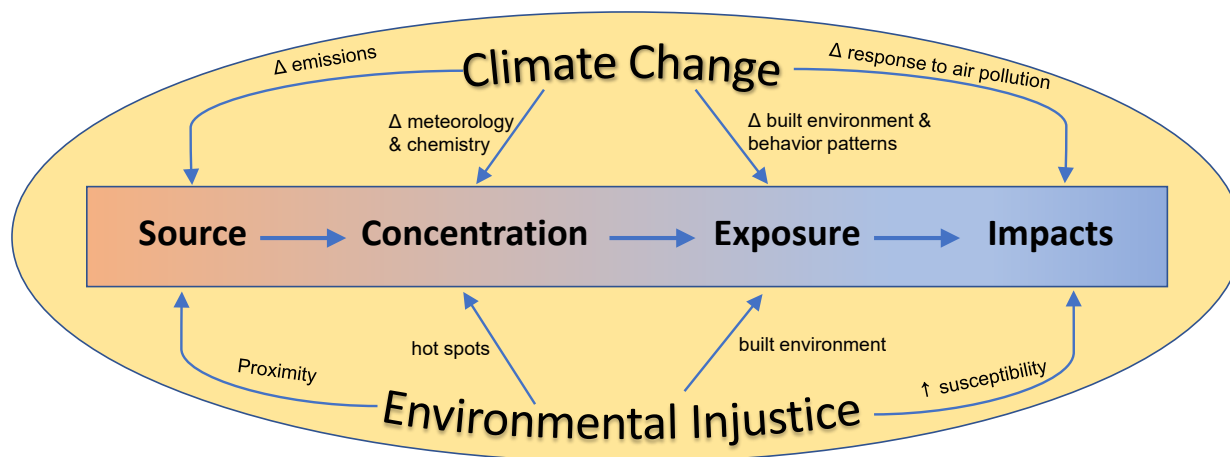 Climate Change
Δ emissions
Δ response to air pollution
Δ meteorology
& chemistry
Δ built environment &
behavior patterns
Source
Concentration
Exposure
Impacts
hot spots
built environment
Proximity
↑ susceptibility
Environmental Injustice